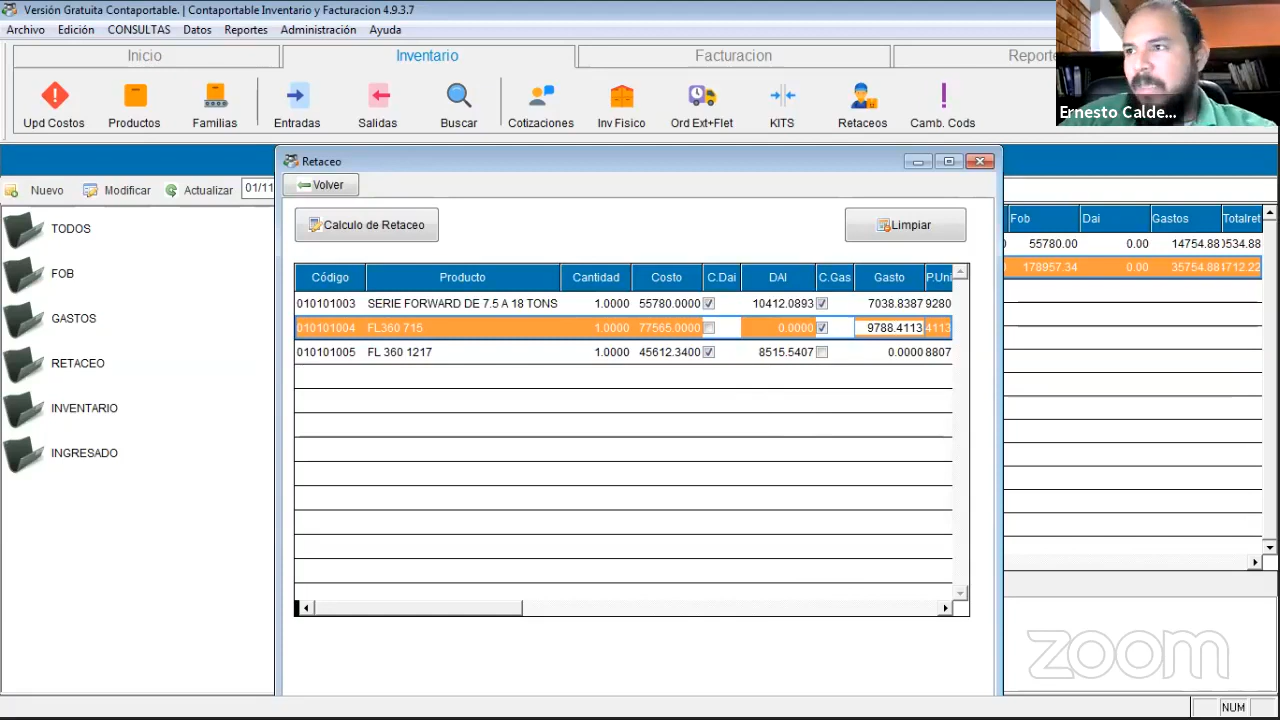 Versión Gratuita Contaportable. | Contaportable Inventario y Facturacion 4.9.3.7
Archivo Edición CONSULTAS Datos Reportes Administración Ayuda
Inicio Inventario Facturacion Reporte
Upd Costos Productos Familias Entradas Salidas Buscar Cotizaciones Inv Fisico Ord Ext+Flet KITS Retaceos Camb. Cods
Ernesto Calde...
Retaceo
Volver
Nuevo Modificar Actualizar 01/11
Calculo de Retaceo Limpiar
TODOS
FOB
GASTOS
RETACEO
INVENTARIO
INGRESADO
Código Producto Cantidad Costo C.Dai DAI C.Gas Gasto P.Uni
010101003 SERIE FORWARD DE 7.5 A 18 TONS 1.0000 55780.0000 10412.0893 7038.8387 9280
010101004 FL360 715 1.0000 77565.0000 0.0000 9788.4113 4113
010101005 FL 360 1217 1.0000 45612.3400 8515.5407 0.0000 8807
Fob Dai Gastos Totalret
55780.00 0.00 14754.88 0534.88
178957.34 0.00 35754.88 1712.22
zoom
NUM